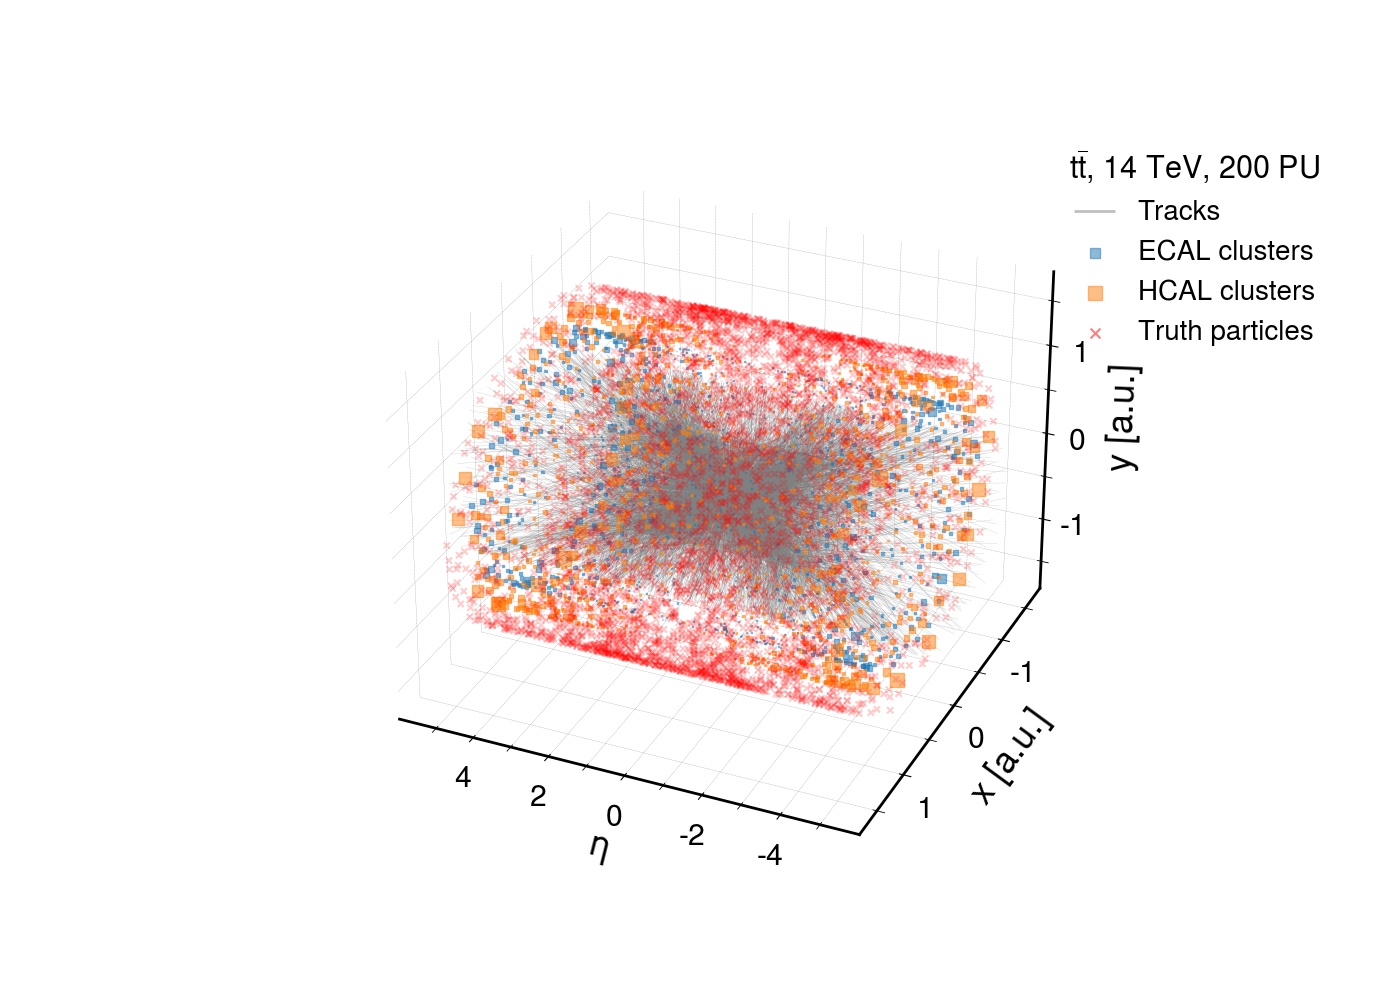 tt̄, 14 TeV, 200 PU
Tracks
ECAL clusters
HCAL clusters
Truth particles
1
0
-1
y [a.u.]
-1
0
1
x [a.u.]
4
2
0
-2
-4
η